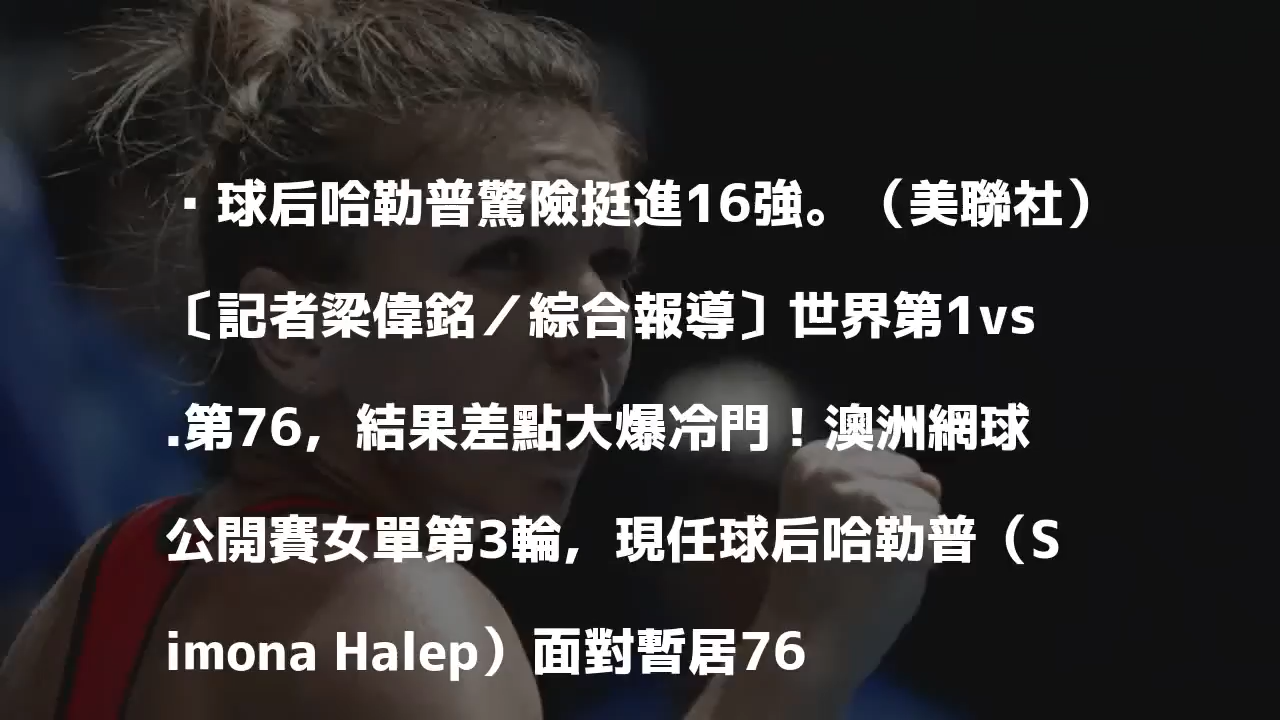 ▪球后哈勒普驚險挺進16強。（美聯社）
〔記者梁偉銘／綜合報導〕世界第1vs
.第76，結果差點大爆冷門！澳洲網球
公開賽女單第3輪，現任球后哈勒普（S
imona Halep）面對暫居76